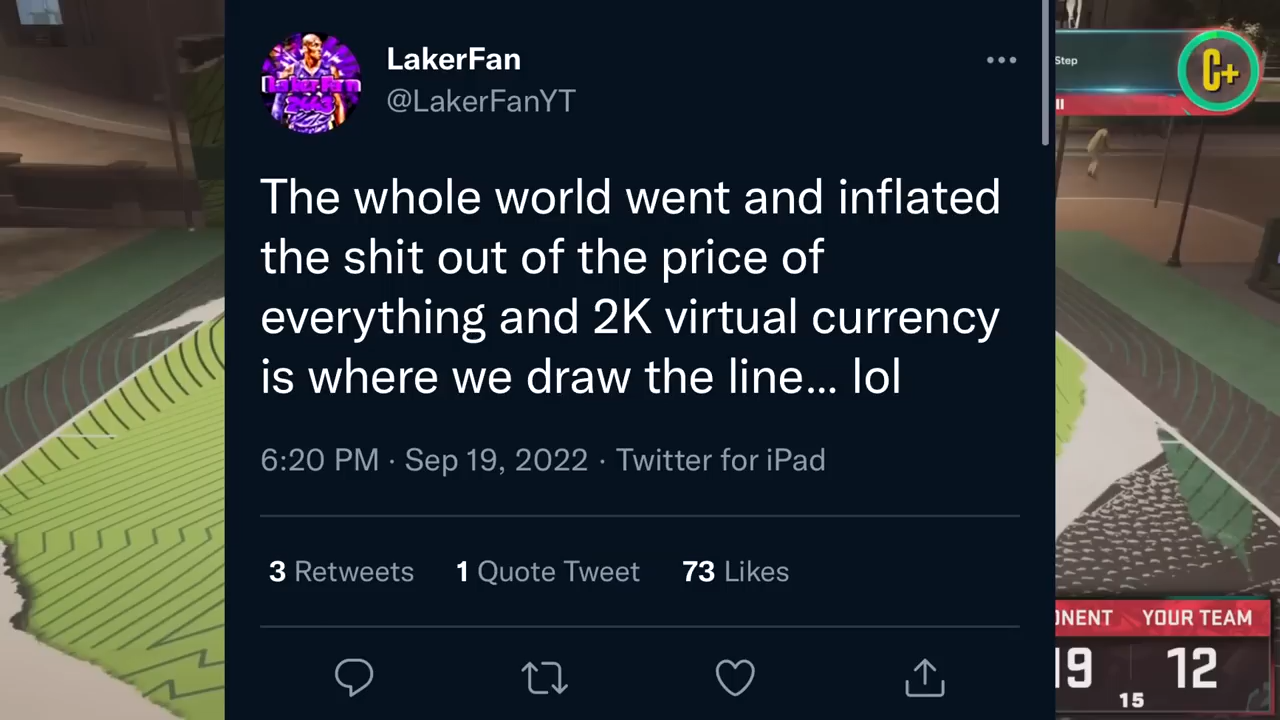 LakerFan
@LakerFanYT
The whole world went and inflated
the shit out of the price of
everything and 2K virtual currency
is where we draw the line... lol
6:20 PM · Sep 19, 2022 · Twitter for iPad
3 Retweets 1 Quote Tweet 73 Likes
Step
C+
NENT YOUR TEAM
19 12
15